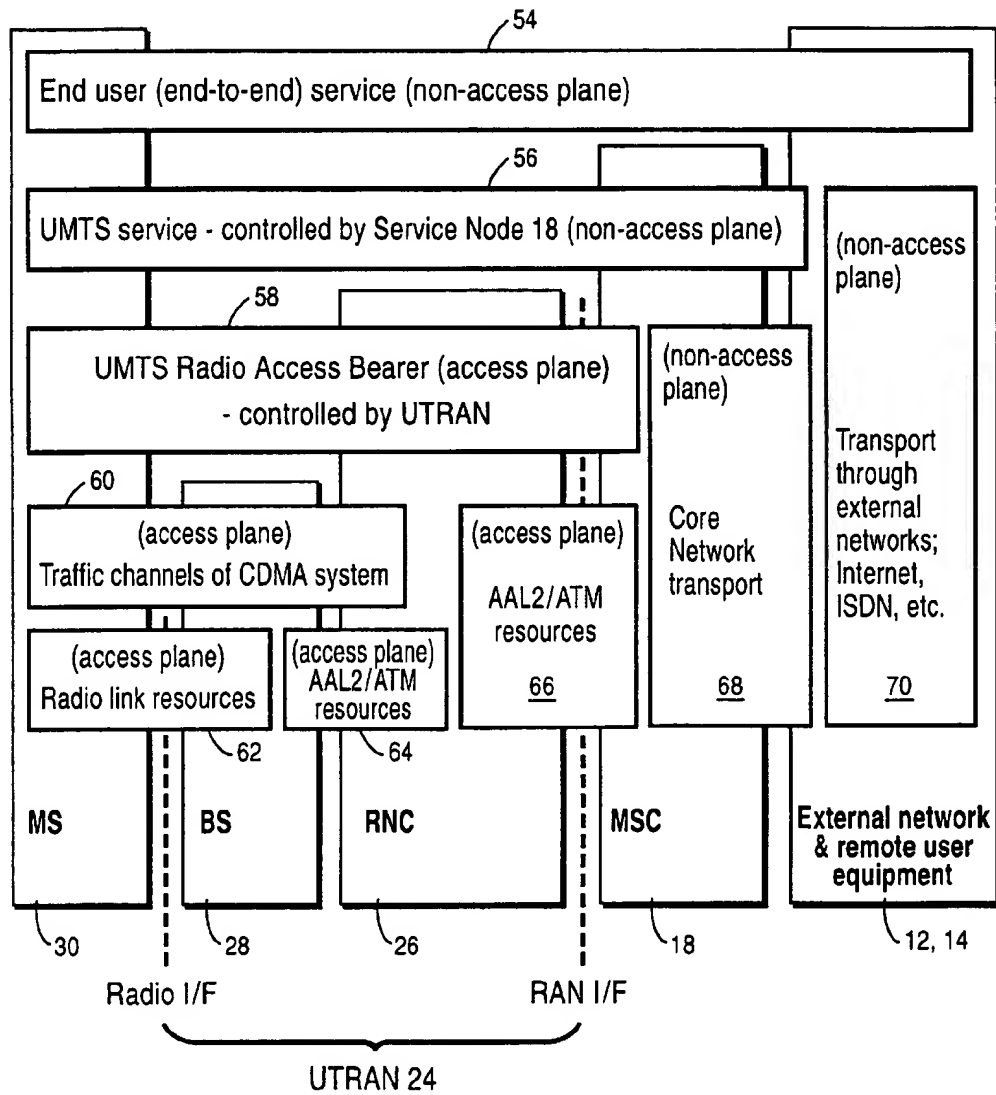 54
End user (end-to-end) service (non-access plane)
56
UMTS service - controlled by Service Node 18 (non-access plane)
(non-access
plane)
58
UMTS Radio Access Bearer (access plane)
- controlled by UTRAN
(non-access
plane)
60
(access plane)
Traffic channels of CDMA system
(access plane)
AAL2/ATM
resources
66
Core
Network
transport
68
Transport
through
external
networks;
Internet,
ISDN, etc.
70
(access plane)
Radio link resources
62
(access plane)
AAL2/ATM
resources
64
MS
BS
RNC
MSC
External network
& remote user
equipment
30
28
26
18
12, 14
Radio I/F
RAN I/F
UTRAN 24